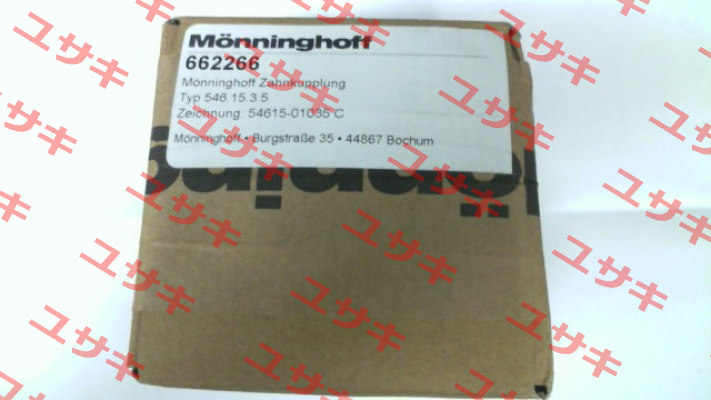 Mönninghoff
662266
Mönninghoff Zahnkupplung
Typ 546.15.3.5
Zeichnung: 54615-01035 C
Mönninghoff • Burgstraße 35 • 44867 Bochum
ユサキ